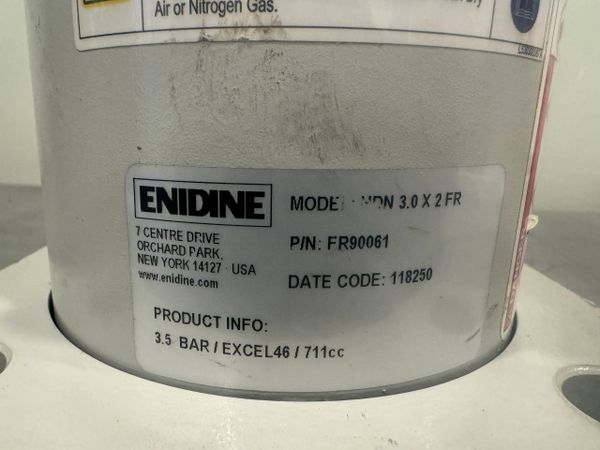 Air or Nitrogen Gas.
ENIDINE
7 CENTRE DRIVE
ORCHARD PARK,
NEW YORK 14127 · USA
www.enidine.com
MODEL : HDN 3.0 X 2 FR
P/N: FR90061
DATE CODE: 118250
PRODUCT INFO:
3.5 BAR / EXCEL46 / 711cc